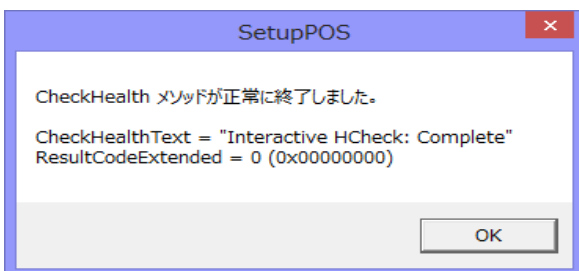 SetupPOS
CheckHealth メソッドが正常に終了しました。
CheckHealthText = "Interactive HCheck: Complete"
ResultCodeExtended = 0 (0x00000000)
OK